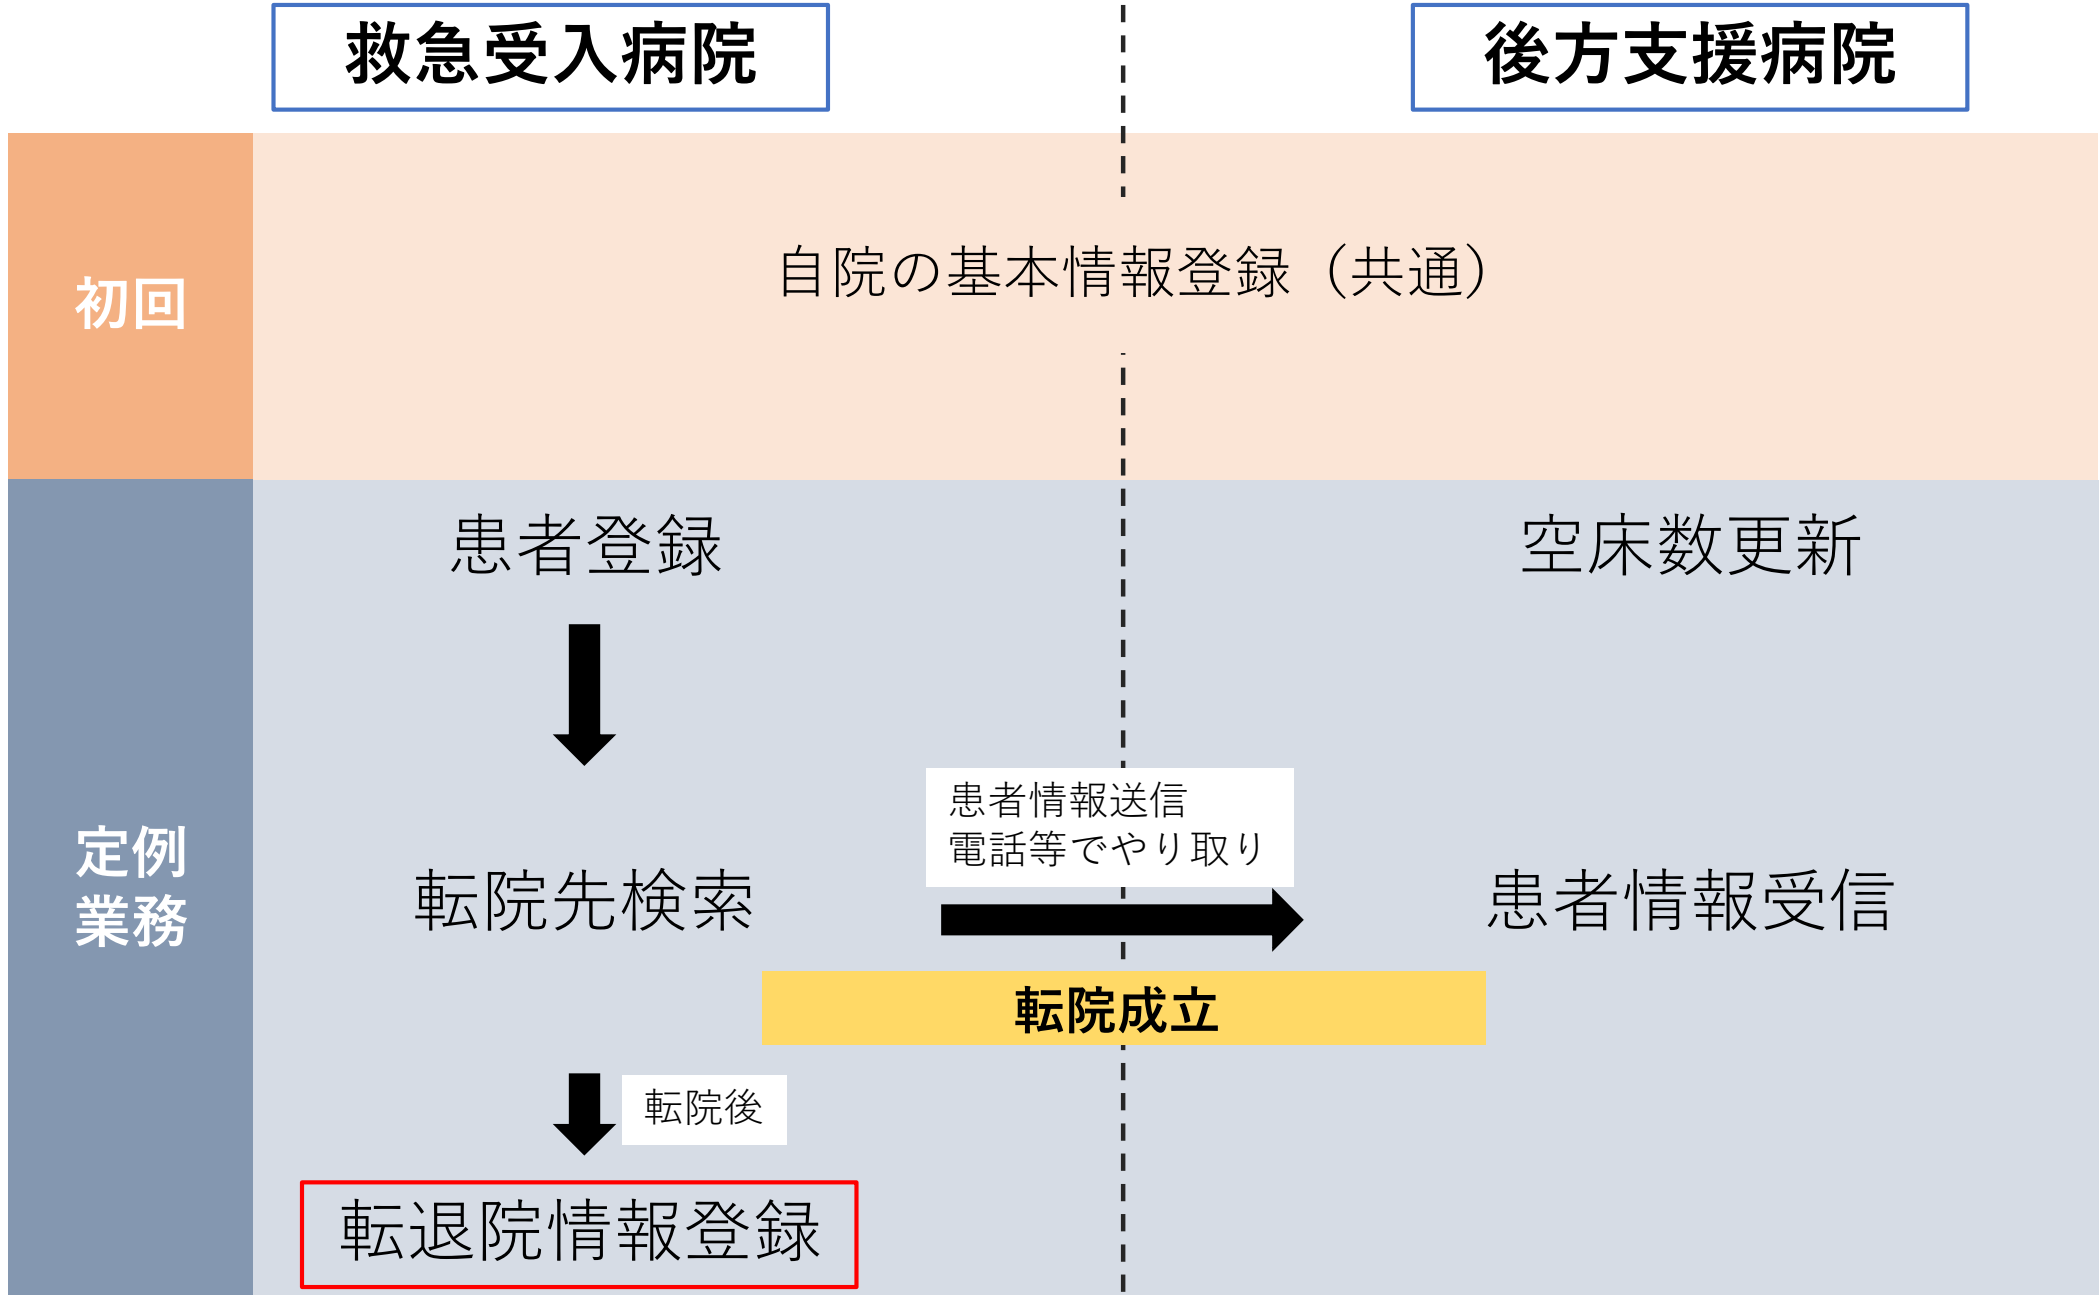 救急受入病院
後方支援病院
初回
自院の基本情報登録（共通）
定例
業務
患者登録
空床数更新
患者情報送信
電話等でやり取り
転院先検索
患者情報受信
転院成立
転院後
転退院情報登録